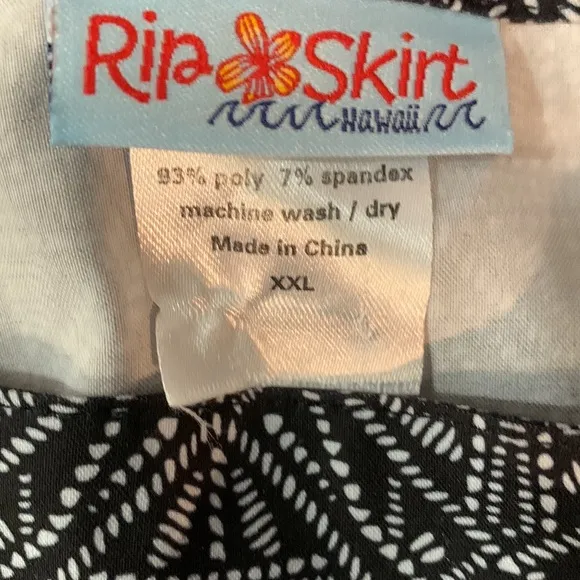 Rip Skirt
Hawaii
93% poly 7% spandex
machine wash / dry
Made in China
XXL